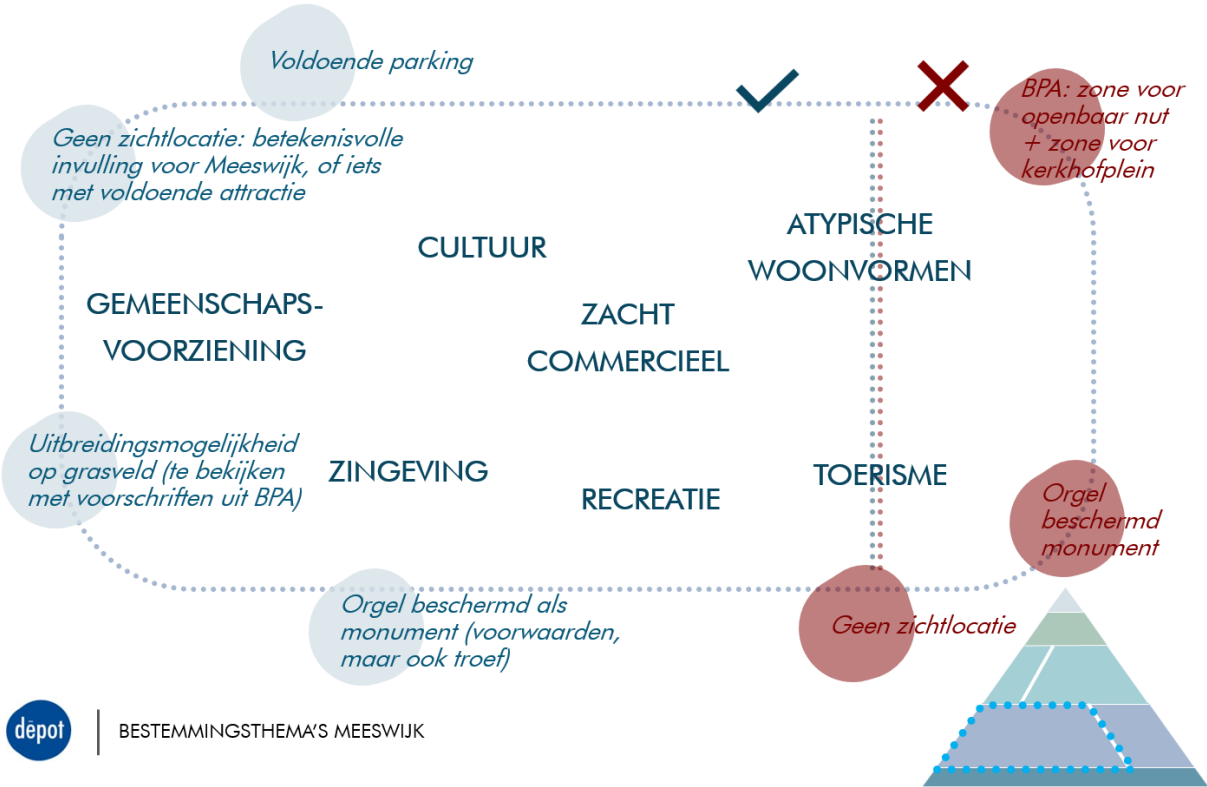 Voldoende parking
BPA: zone voor
openbaar nut
+ zone voor
kerkhofplein
Geen zichtlocatie: betekenisvolle
invulling voor Meeswijk, of iets
met voldoende attractie
ATYPISCHE
WOONVORMEN
CULTUUR
GEMEENSCHAPS-
VOORZIENING
ZACHT
COMMERCIEEL
Uitbreidingsmogelijkheid
op grasveld (te bekijken
met voorschriften uit BPA)
ZINGEVING
RECREATIE
TOERISME
Orgel
beschermd
monument
Orgel beschermd als
monument (voorwaarden,
maar ook troef)
Geen zichtlocatie
dēpot
BESTEMMINGSTHEMA'S MEESWIJK